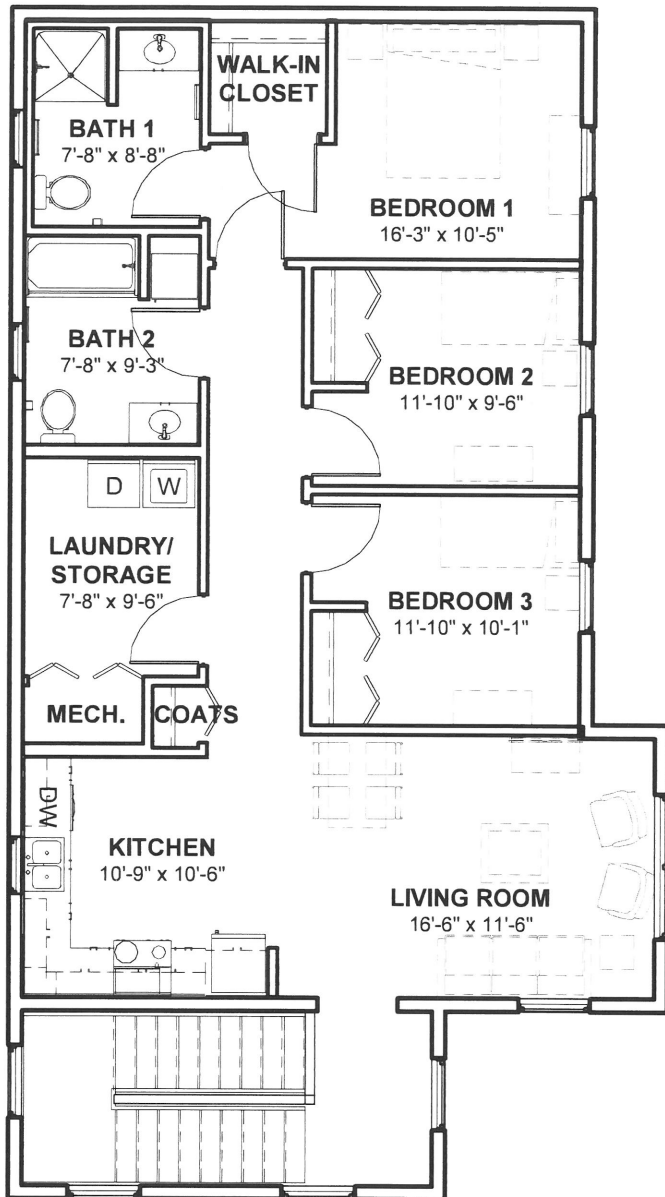 WALK-IN
CLOSET
BATH 1
7'-8" x 8'-8"
BEDROOM 1
16'-3" x 10'-5"
BATH 2
7'-8" x 9'-3"
BEDROOM 2
11'-10" x 9'-6"
D
W
LAUNDRY/
STORAGE
7'-8" x 9'-6"
BEDROOM 3
11'-10" x 10'-1"
MECH.
COATS
DW
KITCHEN
10'-9" x 10'-6"
LIVING ROOM
16'-6" x 11'-6"